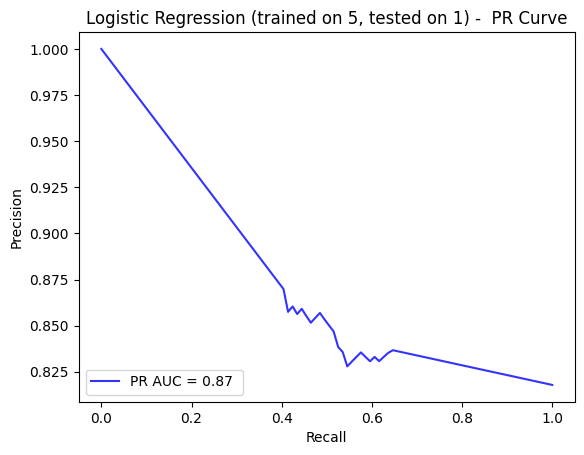 Logistic Regression (trained on 5, tested on 1) -  PR Curve
1.000
0.975
0.950
0.925
0.900
0.875
0.850
0.825
Precision
PR AUC = 0.87
0.0 0.2 0.4 0.6 0.8 1.0
Recall